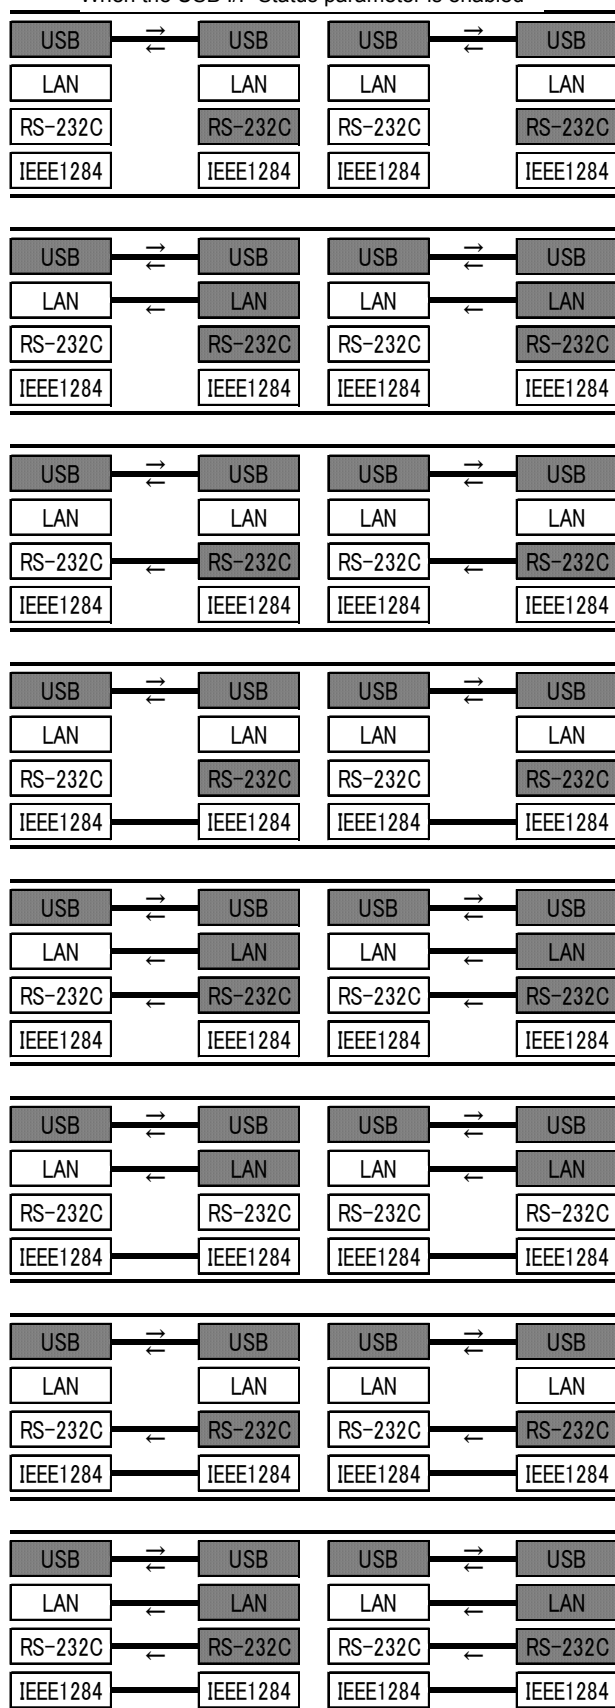 When the USB I/F Status parameter is enabled
USB → ← USB USB → ← USB
LAN LAN LAN LAN
RS-232C RS-232C RS-232C RS-232C
IEEE1284 IEEE1284 IEEE1284 IEEE1284
USB → ← USB USB → ← USB
LAN ← LAN LAN ← LAN
RS-232C RS-232C RS-232C RS-232C
IEEE1284 IEEE1284 IEEE1284 IEEE1284
USB → ← USB USB → ← USB
LAN LAN LAN LAN
RS-232C ← RS-232C RS-232C ← RS-232C
IEEE1284 IEEE1284 IEEE1284 IEEE1284
USB → ← USB USB → ← USB
LAN LAN LAN LAN
RS-232C RS-232C RS-232C RS-232C
IEEE1284 IEEE1284 IEEE1284 IEEE1284
USB → ← USB USB → ← USB
LAN ← LAN LAN ← LAN
RS-232C ← RS-232C RS-232C ← RS-232C
IEEE1284 IEEE1284 IEEE1284 IEEE1284
USB → ← USB USB → ← USB
LAN ← LAN LAN ← LAN
RS-232C RS-232C RS-232C RS-232C
IEEE1284 IEEE1284 IEEE1284 IEEE1284
USB → ← USB USB → ← USB
LAN LAN LAN LAN
RS-232C ← RS-232C RS-232C ← RS-232C
IEEE1284 IEEE1284 IEEE1284 IEEE1284
USB → ← USB USB → ← USB
LAN ← LAN LAN ← LAN
RS-232C ← RS-232C RS-232C ← RS-232C
IEEE1284 IEEE1284 IEEE1284 IEEE1284